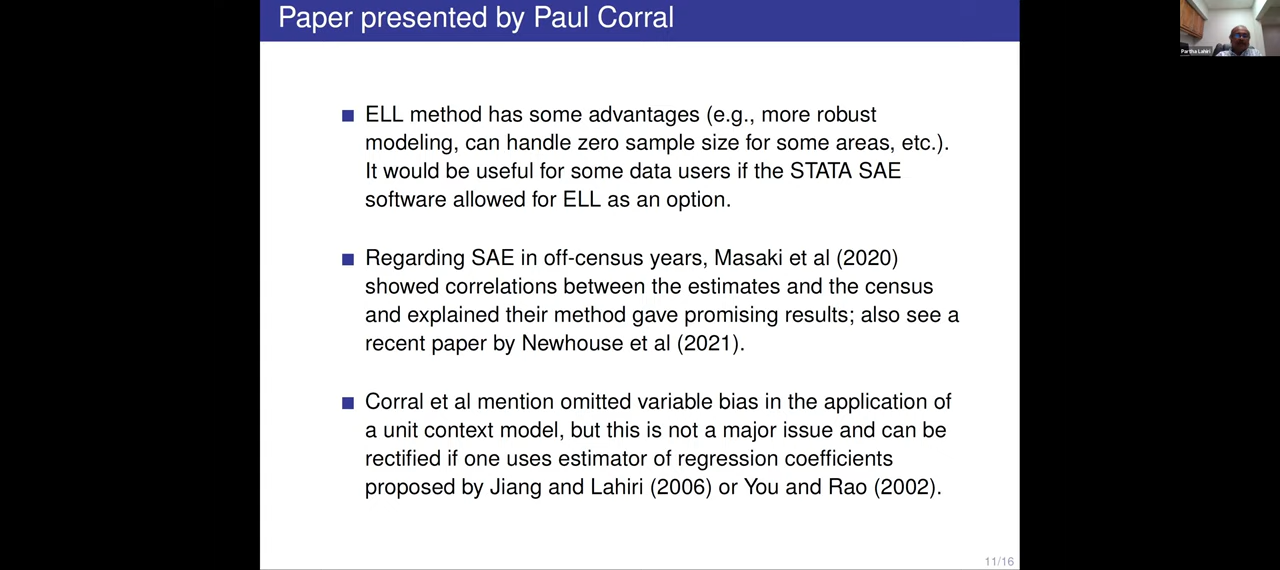 Paper presented by Paul Corral
Partha Lahiri
ELL method has some advantages (e.g., more robust
modeling, can handle zero sample size for some areas, etc.).
It would be useful for some data users if the STATA SAE
software allowed for ELL as an option.
Regarding SAE in off-census years, Masaki et al (2020)
showed correlations between the estimates and the census
and explained their method gave promising results; also see a
recent paper by Newhouse et al (2021).
Corral et al mention omitted variable bias in the application of
a unit context model, but this is not a major issue and can be
rectified if one uses estimator of regression coefficients
proposed by Jiang and Lahiri (2006) or You and Rao (2002).
11/16